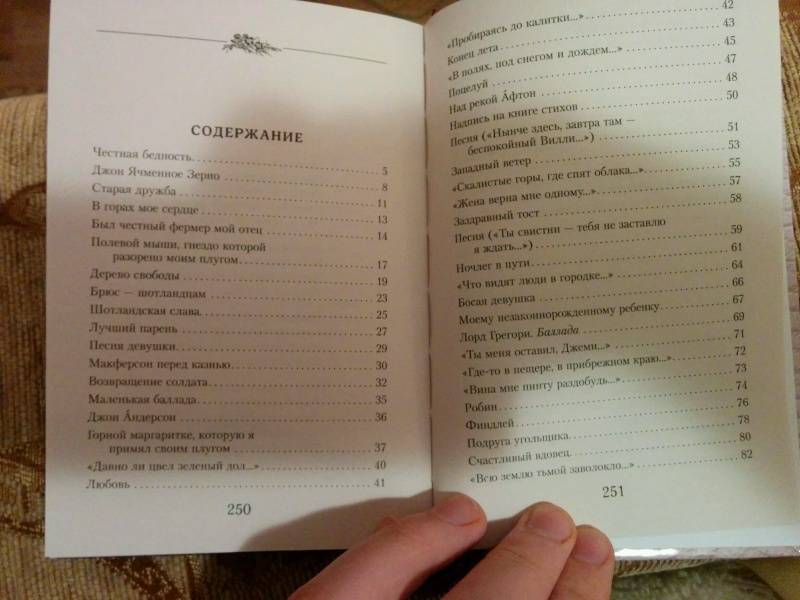 СОДЕРЖАНИЕ
Честная бедность. 5
Джон Ячменное Зерно 8
Старая дружба 11
В горах мое сердце 13
Был честный фермер мой отец 14
Полевой мыши, гнездо которой
разорено моим плугом. 17
Дерево свободы 19
Брюс — шотландцам 23
Шотландская слава. 25
Лучший парень 27
Песня девушки. 29
Макферсон перед казнью 30
Возвращение солдата 32
Маленькая баллада 35
Джон А́ндерсон 36
Горной маргаритке, которую я
примял своим плугом 37
«Давно ли цвел зеленый дол...» 40
Любовь 41
250
«Пробираясь до калитки...» 42
Конец лета 43
«В полях, под снегом и дождем...» 45
Поцелуй 47
Над рекой А́фтон 48
Надпись на книге стихов 50
Песня («Нынче здесь, завтра там —
беспокойный Вилли...») 51
Западный ветер 53
«Скалистые горы, где спят облака...» 55
«Жена верна мне одному...» 57
Заздравный тост 58
Песня («Ты свистни — тебя не заставлю
я ждать...») 59
Ночлег в пути 61
«Что видят люди в городке...» 64
Босая девушка 66
Моему незаконнорожденному ребенку 67
Лорд Грегори. Баллада 69
«Ты меня оставил, Джеми...» 71
«Где-то в пещере, в прибрежном краю...» 72
«Вина мне пинту раздобудь...» 73
Робин 74
Финдлей 76
Подруга угольщика 78
Счастливый вдовец 80
«Всю землю тьмой заволокло...» 82
251